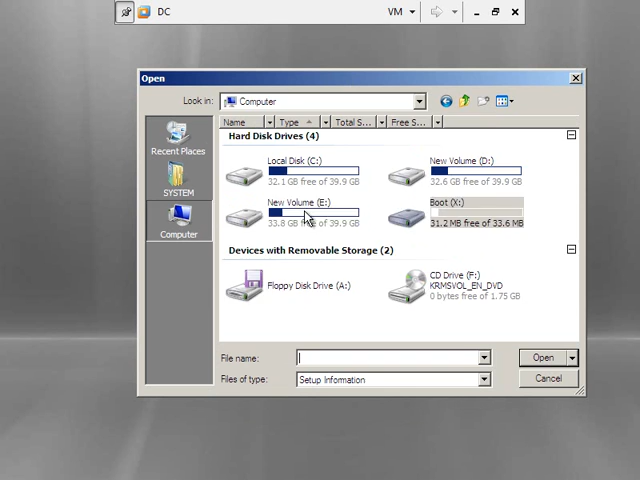 DC
VM
Open
Look in:
Computer
Name
Type
Total S...
Free S...
Hard Disk Drives (4)
Local Disk (C:)
32.1 GB free of 39.9 GB
New Volume (D:)
32.6 GB free of 39.9 GB
New Volume (E:)
33.8 GB free of 39.9 GB
Boot (X:)
31.2 MB free of 33.6 MB
Devices with Removable Storage (2)
Floppy Disk Drive (A:)
CD Drive (F:)
KRMSVOL_EN_DVD
0 bytes free of 1.75 GB
Recent Places
SYSTEM
Computer
File name:
Open
Files of type:
Setup Information
Cancel